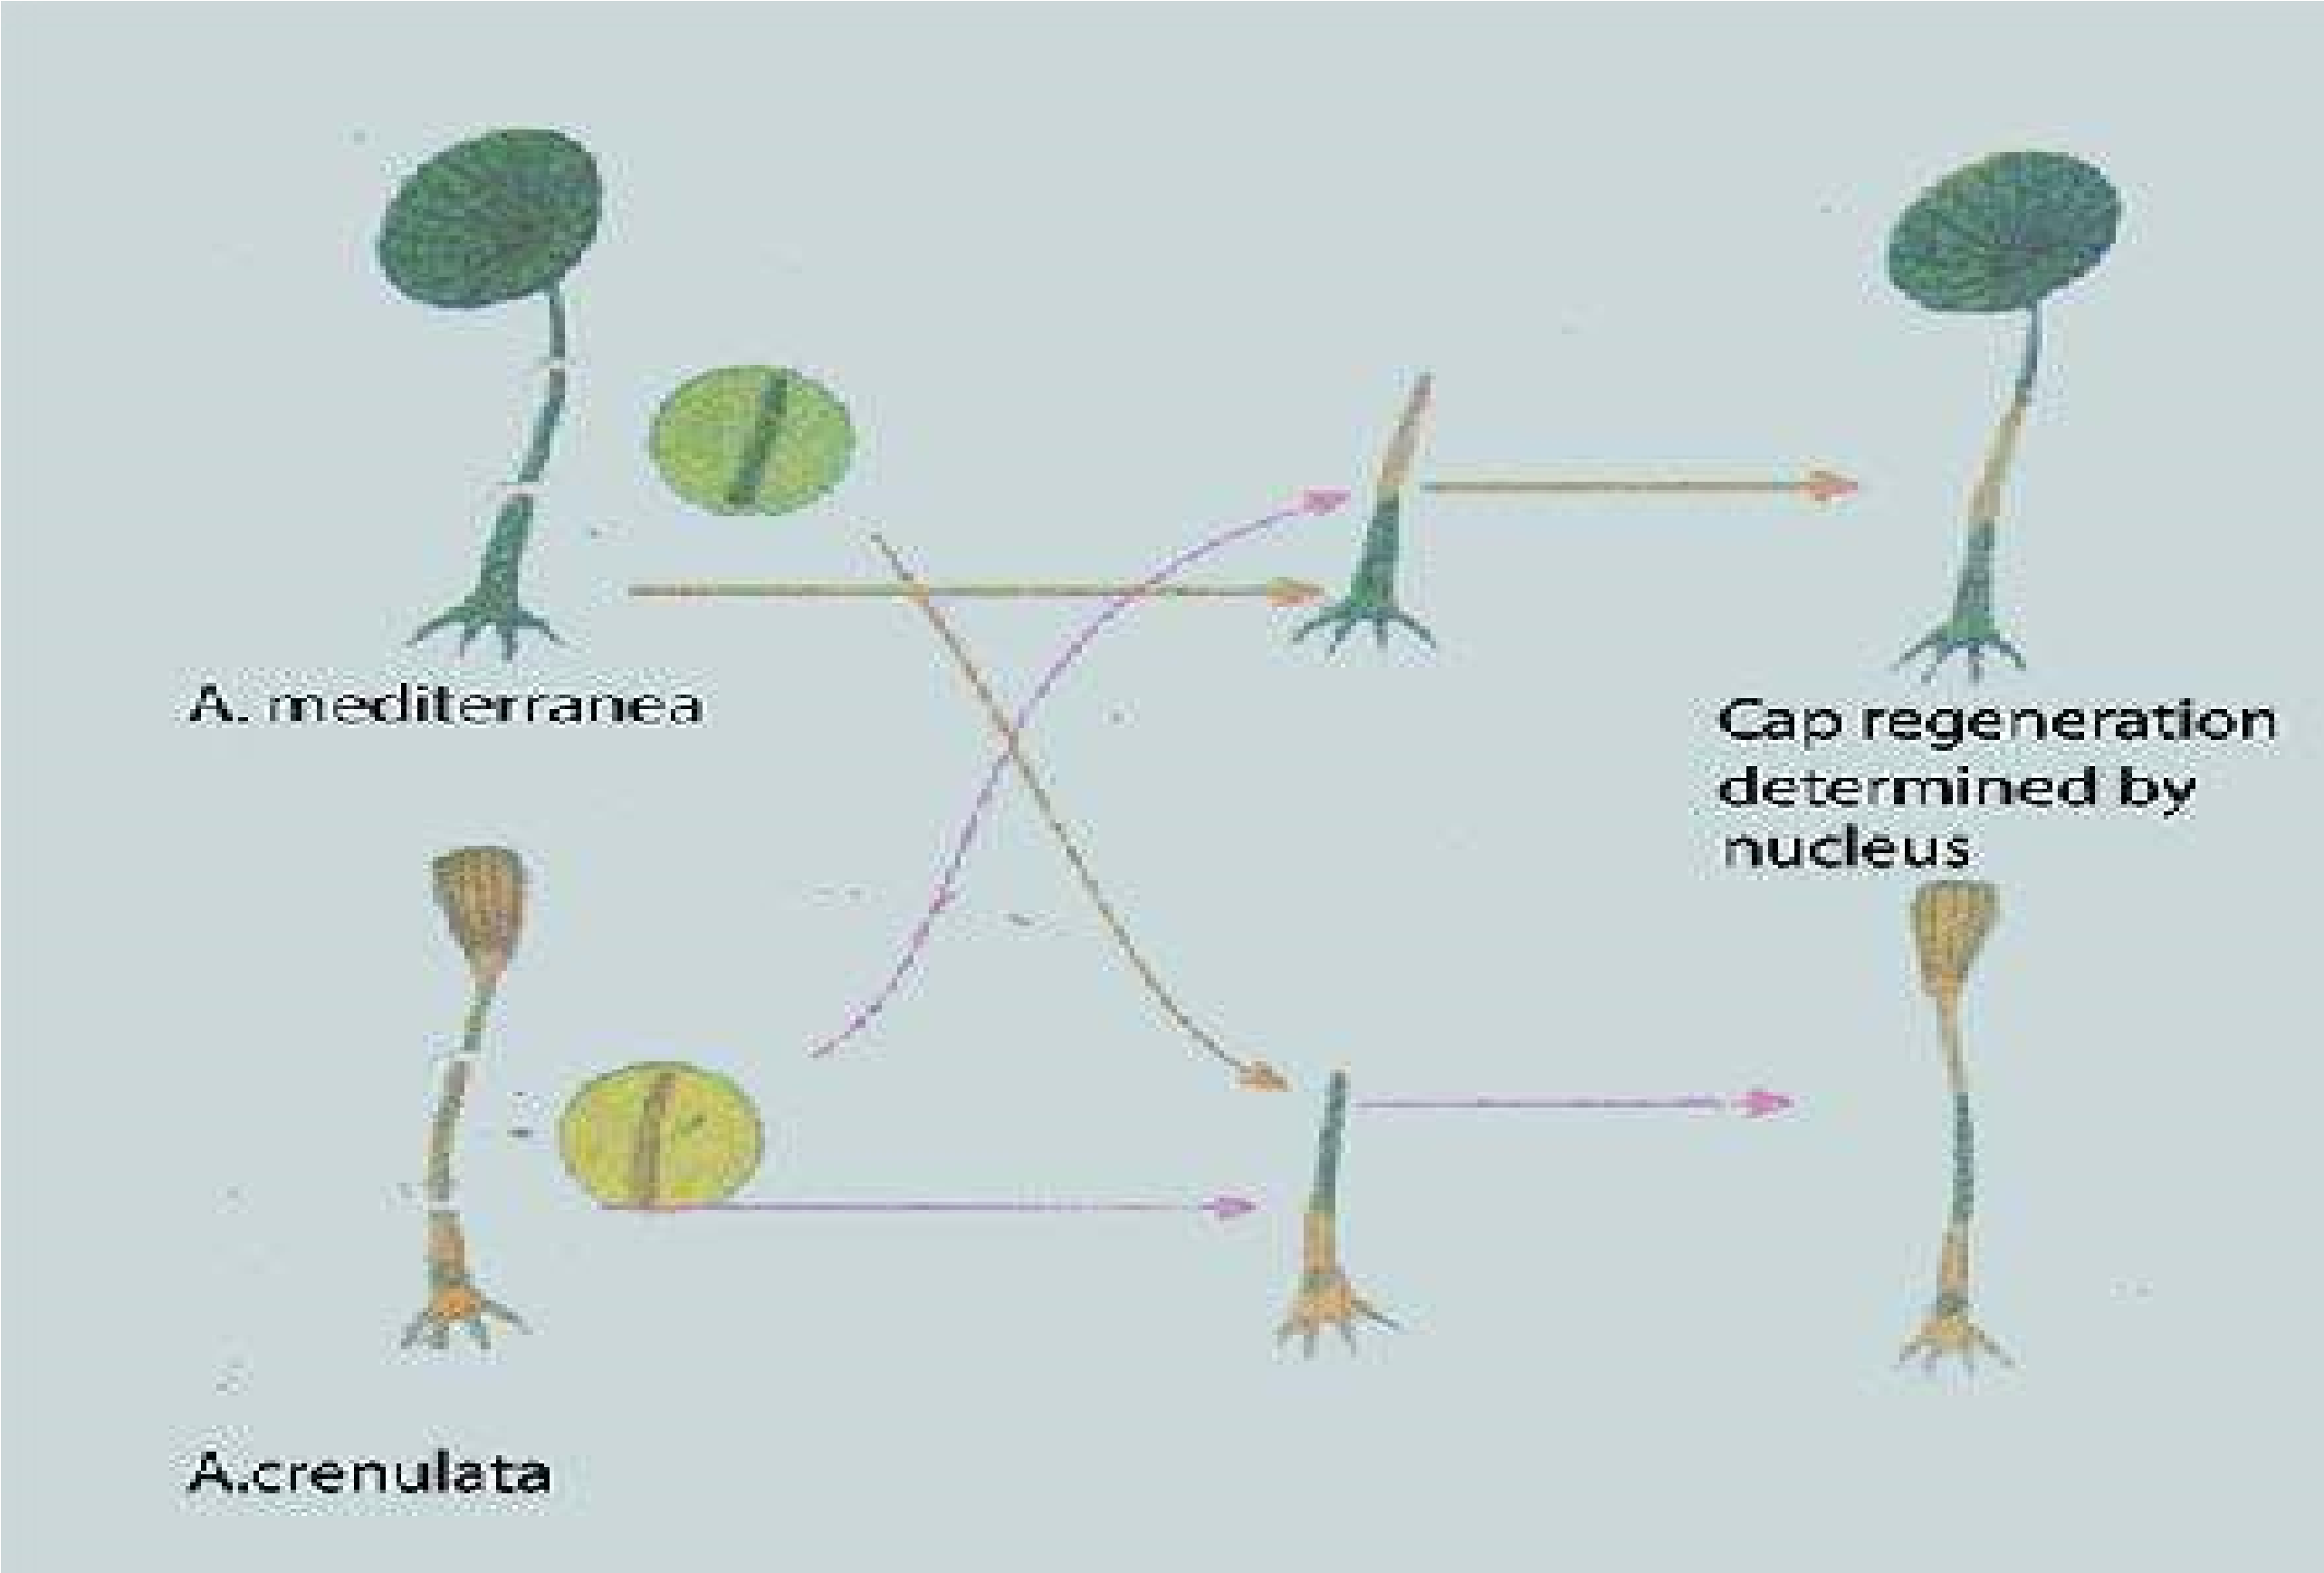 A. mediterranea
Cap regeneration
determined by
nucleus
A.crenulata